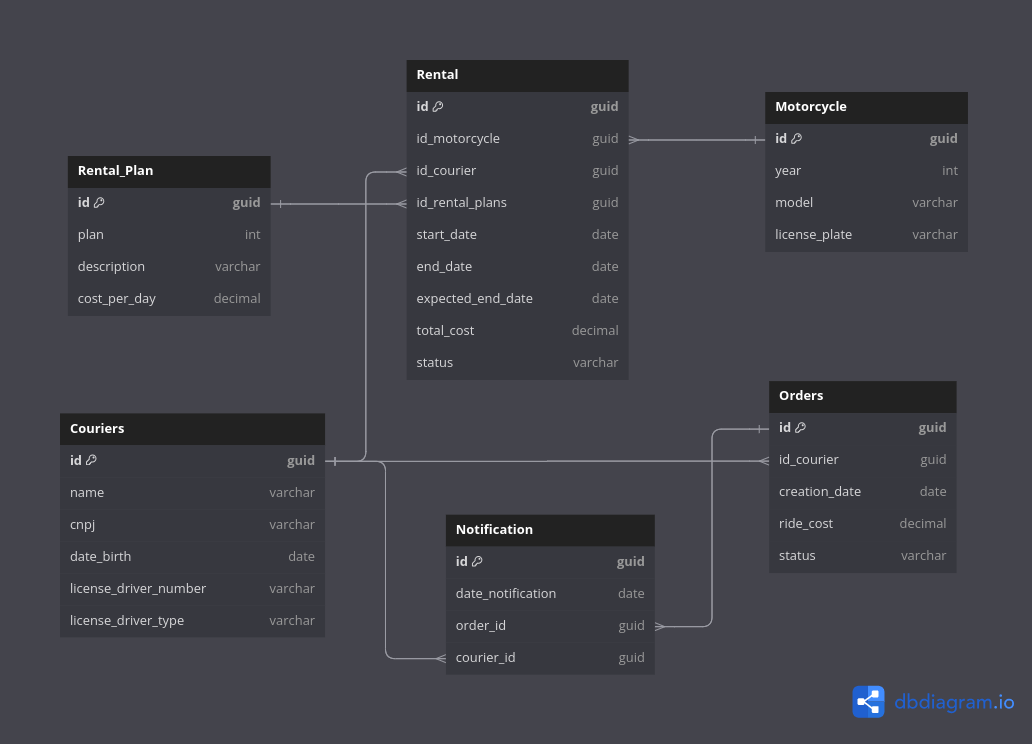 Rental
id guid
id_motorcycle guid
id_courier guid
id_rental_plans guid
start_date date
end_date date
expected_end_date date
total_cost decimal
status varchar
Motorcycle
id guid
year int
model varchar
license_plate varchar
Rental_Plan
id guid
plan int
description varchar
cost_per_day decimal
Couriers
id guid
name varchar
cnpj varchar
date_birth date
license_driver_number varchar
license_driver_type varchar
Orders
id guid
id_courier guid
creation_date date
ride_cost decimal
status varchar
Notification
id guid
date_notification date
order_id guid
courier_id guid
dbdiagram.io